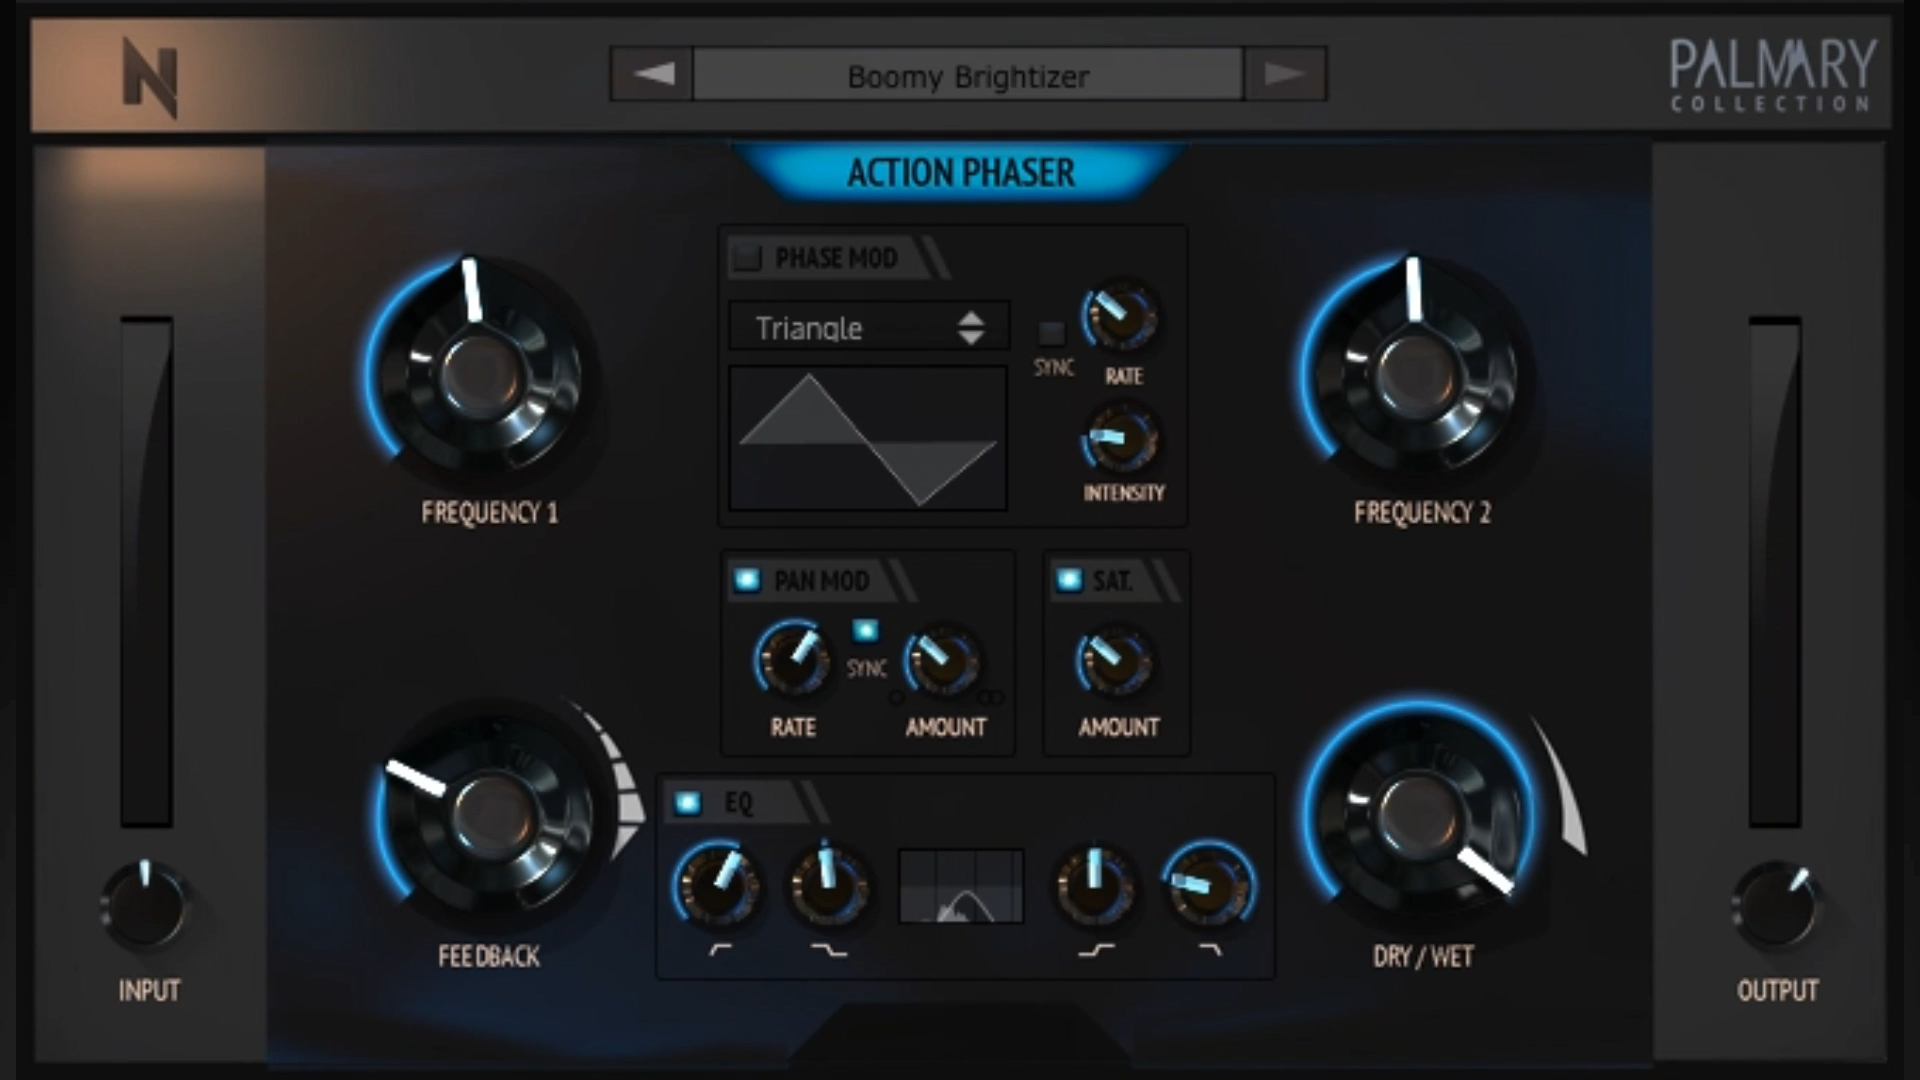 N
Boomy Brightizer
PALMARY
COLLECTION
ACTION PHASER
PHASE MOD
Triangle
SYNC
RATE
INTENSITY
FREQUENCY 1
FREQUENCY 2
PAN MOD
SAT.
SYNC
RATE
AMOUNT
AMOUNT
EQ
FEEDBACK
DRY / WET
INPUT
OUTPUT